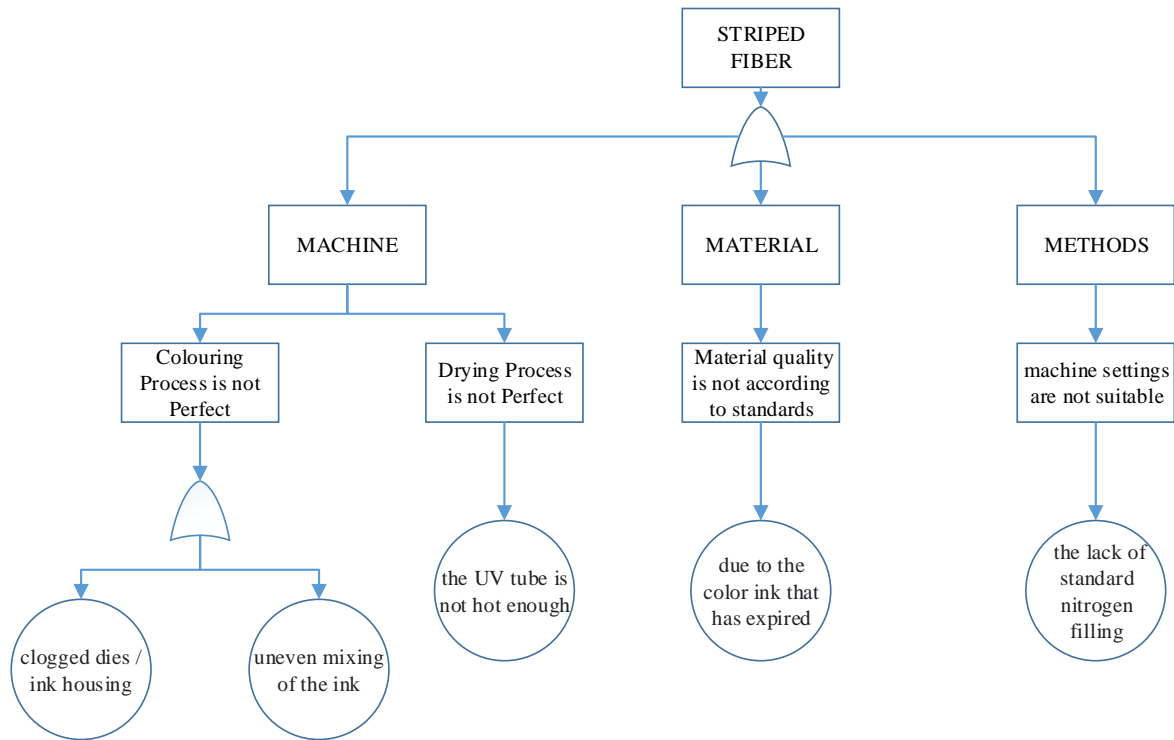 STRIPED
FIBER
MACHINE
MATERIAL
METHODS
Colouring
Process is not
Perfect
Drying Process
is not Perfect
Material quality
is not according
to standards
machine settings
are not suitable
clogged dies /
ink housing
uneven mixing
of the ink
the UV tube is
not hot enough
due to the
color ink that
has expired
the lack of
standard
nitrogen
filling